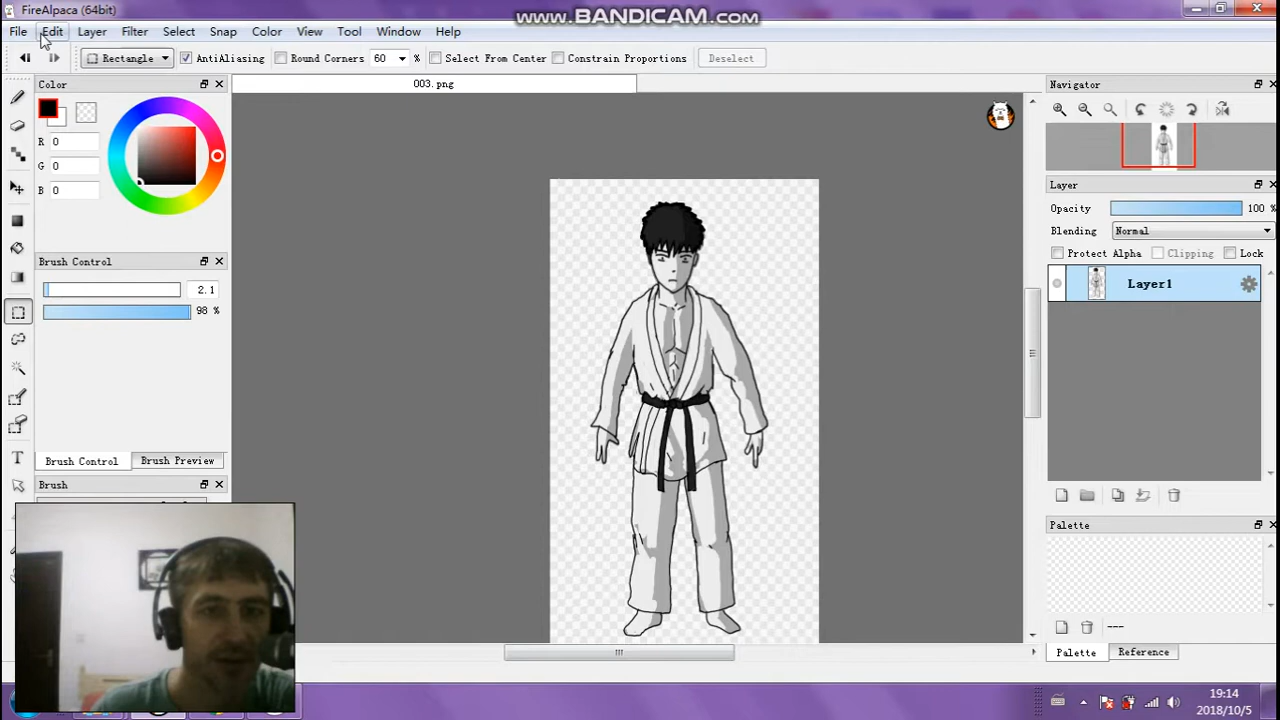 FireAlpaca (64bit)
www.BANDICAM.com
File Edit Layer Filter Select Snap Color View Tool Window Help
Rectangle AntiAliasing Round Corners 60 % Select From Center Constrain Proportions Deselect
Color
003.png
Navigator
R 0
G 0
B 0
Layer
Opacity 100 %
Blending Normal
Protect Alpha Clipping Lock
Brush Control
Layer1
2.1
98 %
T
Brush Control Brush Preview
Brush
Palette
---
Palette Reference
19:14
2018/10/5